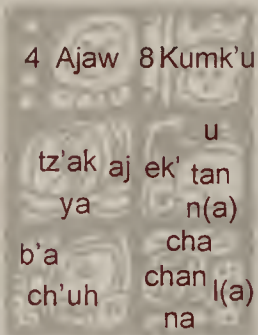 4 Ajaw 8 Kumk'u
u
tz'ak aj ek' tan
ya n(a)
b'a cha
ch'uh chan l(a)
na